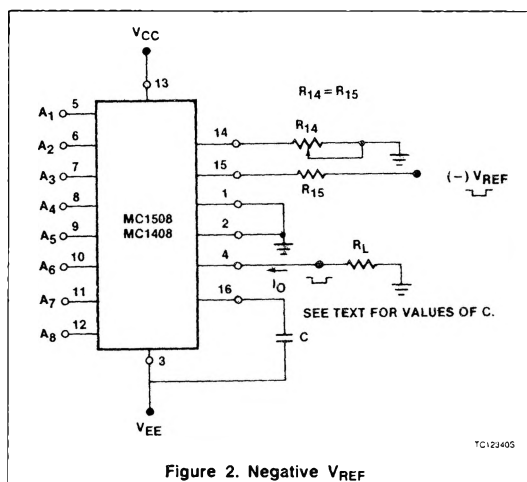 VCC
13
R14 = R15
A1 5
A2 6
A3 7
A4 8
A5 9
A6 10
A7 11
A8 12
MC1508
MC1408
14
R14
15
R15
(−) VREF
1
2
4
IO
RL
16
SEE TEXT FOR VALUES OF C.
C
3
VEE
TC12340S
Figure 2. Negative VREF